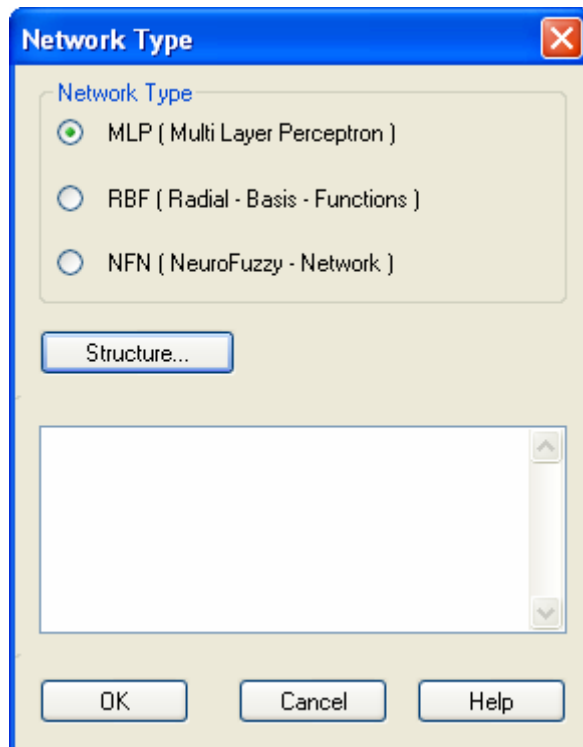 Network Type
Network Type
MLP ( Multi Layer Perceptron )
RBF ( Radial - Basis - Functions )
NFN ( NeuroFuzzy - Network )
Structure...
OK Cancel Help